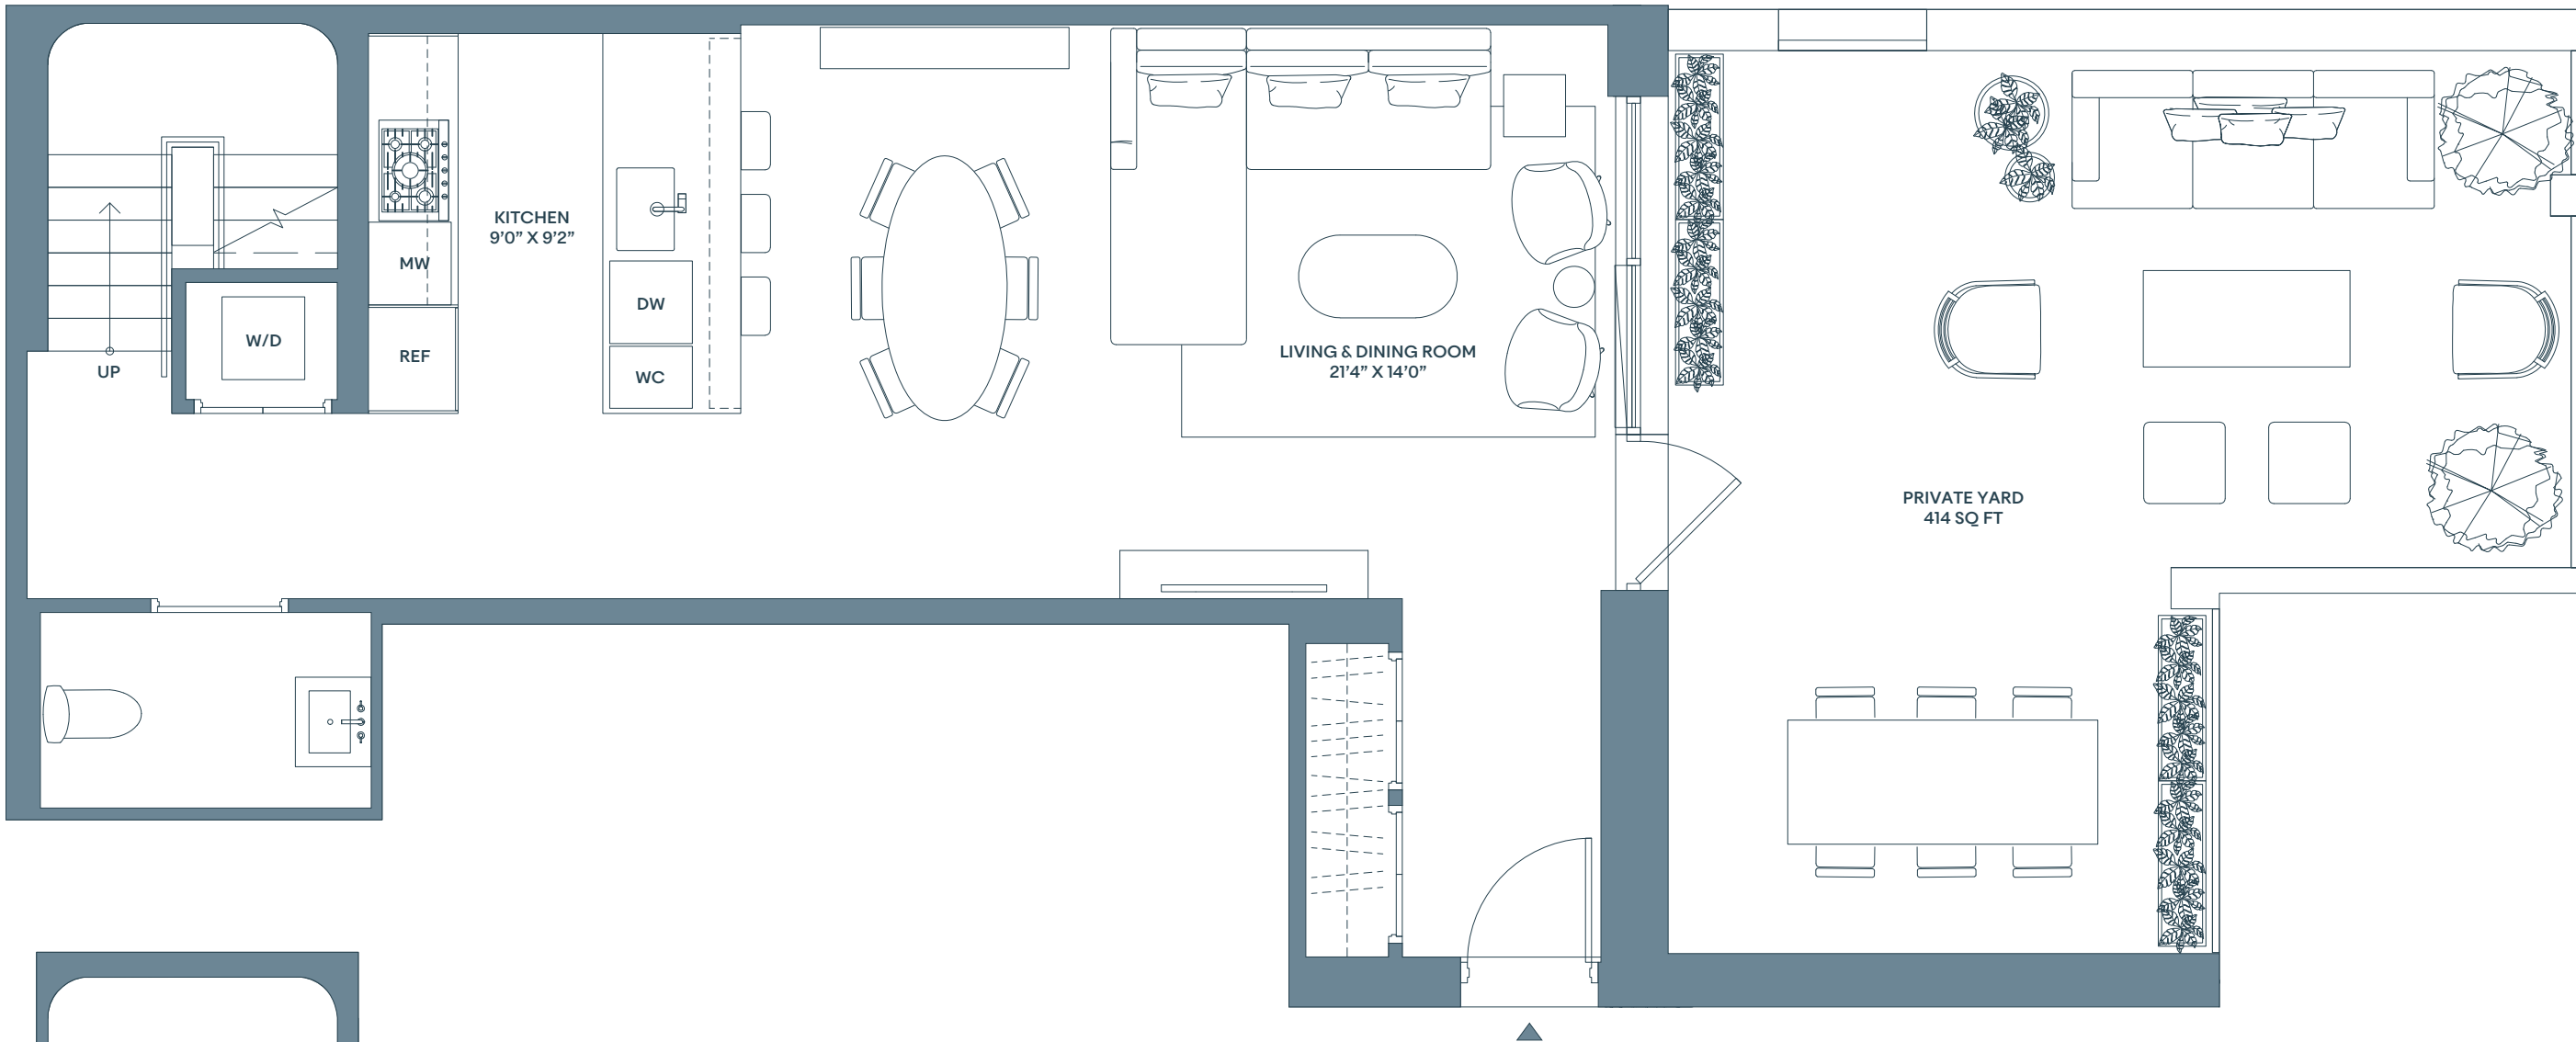 KITCHEN
9’0” X 9’2”
MW
DW
W/D
REF
WC
UP
LIVING & DINING ROOM
21’4” X 14’0”
PRIVATE YARD
414 SQ FT